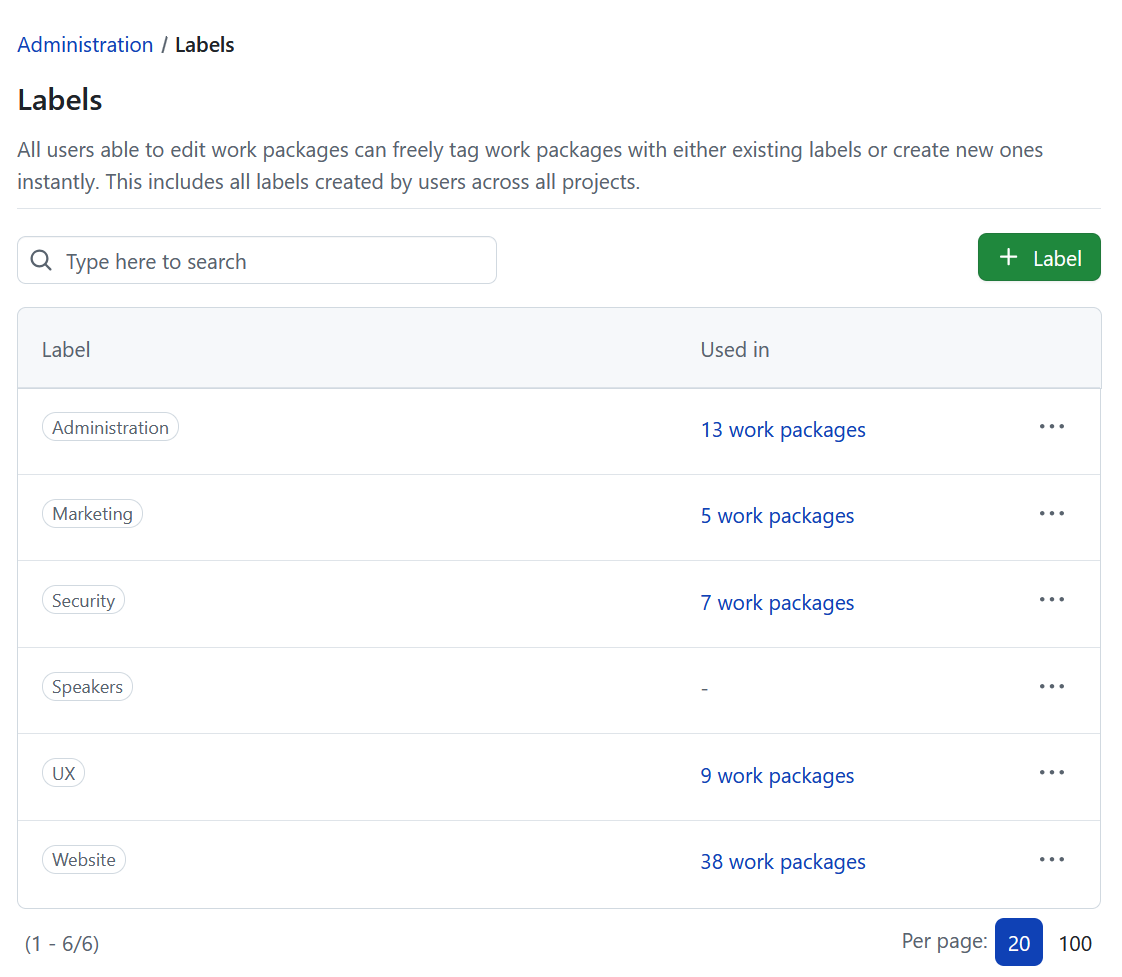 Administration / Labels
Labels
All users able to edit work packages can freely tag work packages with either existing labels or create new ones
instantly. This includes all labels created by users across all projects.
Type here to search
+ Label
Label Used in
Administration 13 work packages
Marketing 5 work packages
Security 7 work packages
Speakers -
UX 9 work packages
Website 38 work packages
(1 - 6/6) Per page: 20 100